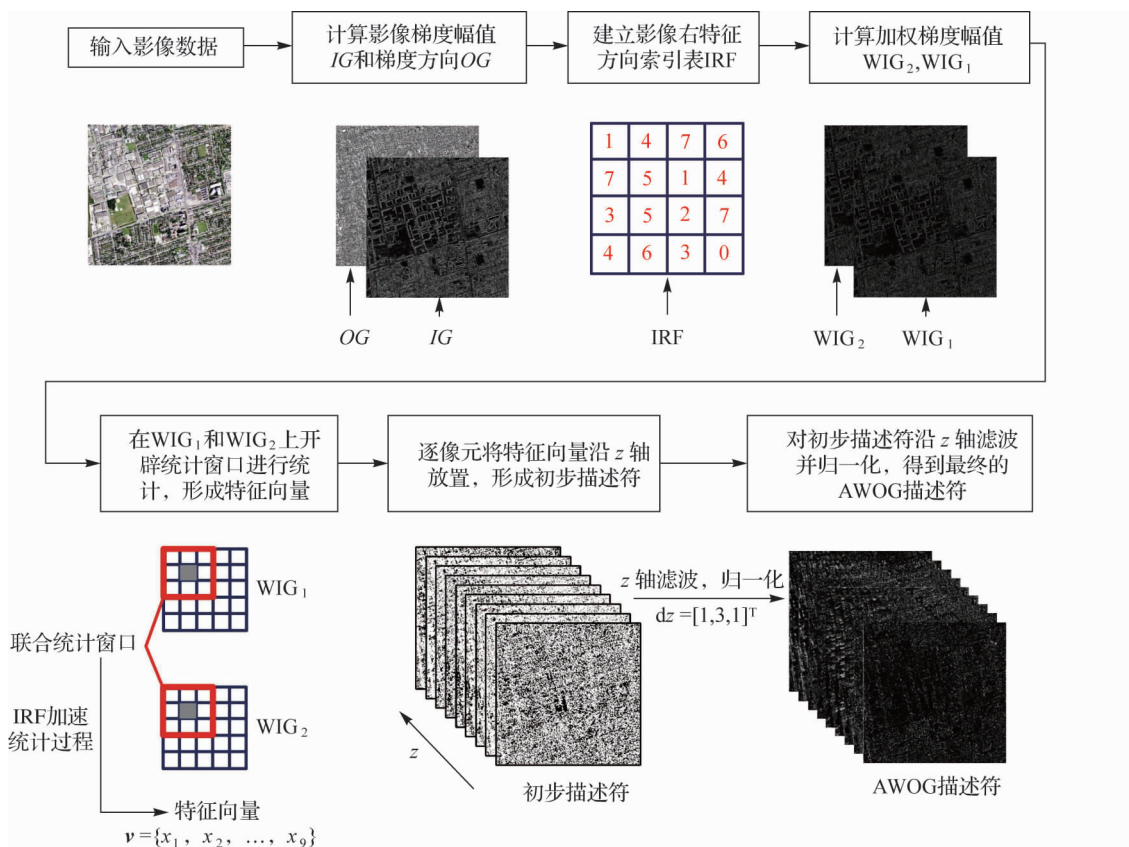 输入影像数据
计算影像梯度幅值
IG和梯度方向OG
建立影像右特征
方向索引表IRF
计算加权梯度幅值
WIG₂,WIG₁
1 4 7 6
7 5 1 4
3 5 2 7
4 6 3 0
OG
IG
IRF
WIG₂
WIG₁
在WIG₁和WIG₂上开
辟统计窗口进行统
计，形成特征向量
逐像元将特征向量沿 z 轴
放置，形成初步描述符
对初步描述符沿 z 轴滤波
并归一化，得到最终的
AWOG描述符
WIG₁
联合统计窗口
WIG₂
IRF加速
统计过程
特征向量
v={x₁，x₂，…，x₉}
z
初步描述符
z 轴滤波，归一化
dz=[1,3,1]ᵀ
AWOG描述符